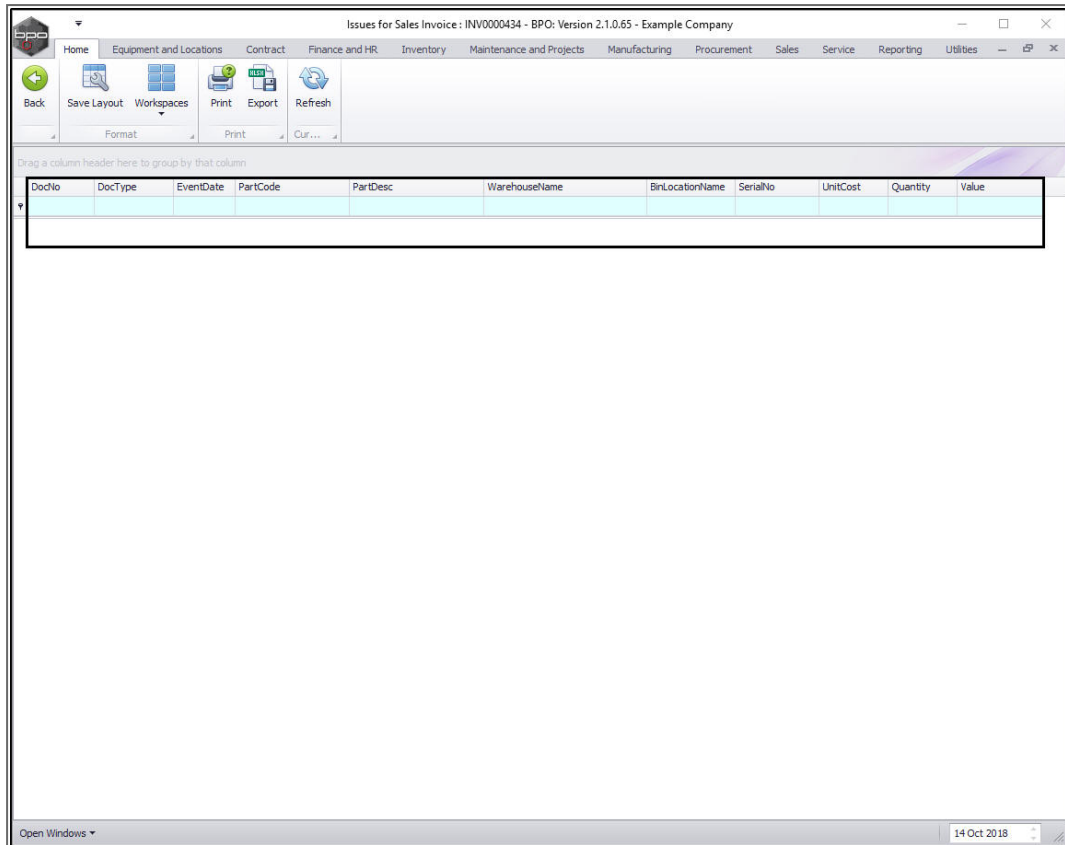 Issues for Sales Invoice : INV0000434 - BPO: Version 2.1.0.65 - Example Company
bpo
Home Equipment and Locations Contract Finance and HR Inventory Maintenance and Projects Manufacturing Procurement Sales Service Reporting Utilities
XLSX
Back Save Layout Workspaces Print Export Refresh
Format Print Cur...
Drag a column header here to group by that column
DocNo DocType EventDate PartCode PartDesc WarehouseName BinLocationName SerialNo UnitCost Quantity Value
Open Windows 14 Oct 2018